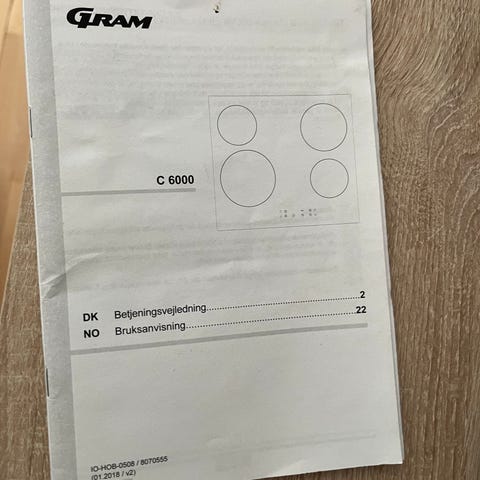 GRAM
C 6000
DK Betjeningsvejledning 2
NO Bruksanvisning 22
IO-HOB-0508 / 8070555
(01.2018 / v2)